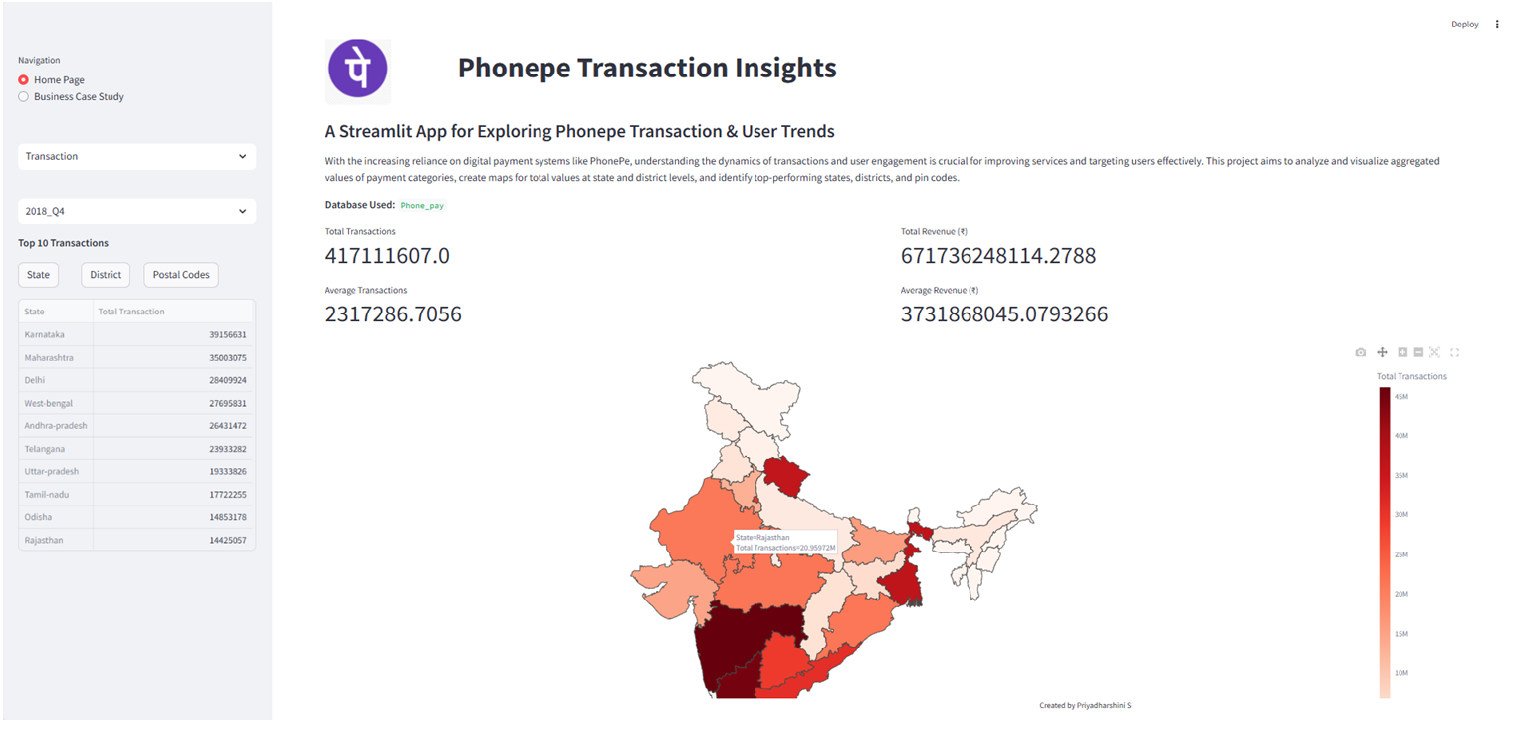 Deploy
Navigation
Home Page
Business Case Study
Transaction
2018_Q4
Top 10 Transactions
State District Postal Codes
State Total Transaction
Karnataka 39156631
Maharashtra 35003075
Delhi 28409924
West-bengal 27695831
Andhra-pradesh 26431472
Telangana 23933282
Uttar-pradesh 19333826
Tamil-nadu 17722255
Odisha 14853178
Rajasthan 14425057
पे
Phonepe Transaction Insights
A Streamlit App for Exploring Phonepe Transaction & User Trends
With the increasing reliance on digital payment systems like PhonePe, understanding the dynamics of transactions and user engagement is crucial for improving services and targeting users effectively. This project aims to analyze and visualize aggregated
values of payment categories, create maps for total values at state and district levels, and identify top-performing states, districts, and pin codes.
Database Used: Phone_pay
Total Transactions
417111607.0
Total Revenue (₹)
671736248114.2788
Average Transactions
2317286.7056
Average Revenue (₹)
3731868045.0793266
State=Rajasthan
Total Transactions=20.95972M
Total Transactions
45M
40M
35M
30M
25M
20M
15M
10M
Created by Priyadharshini S